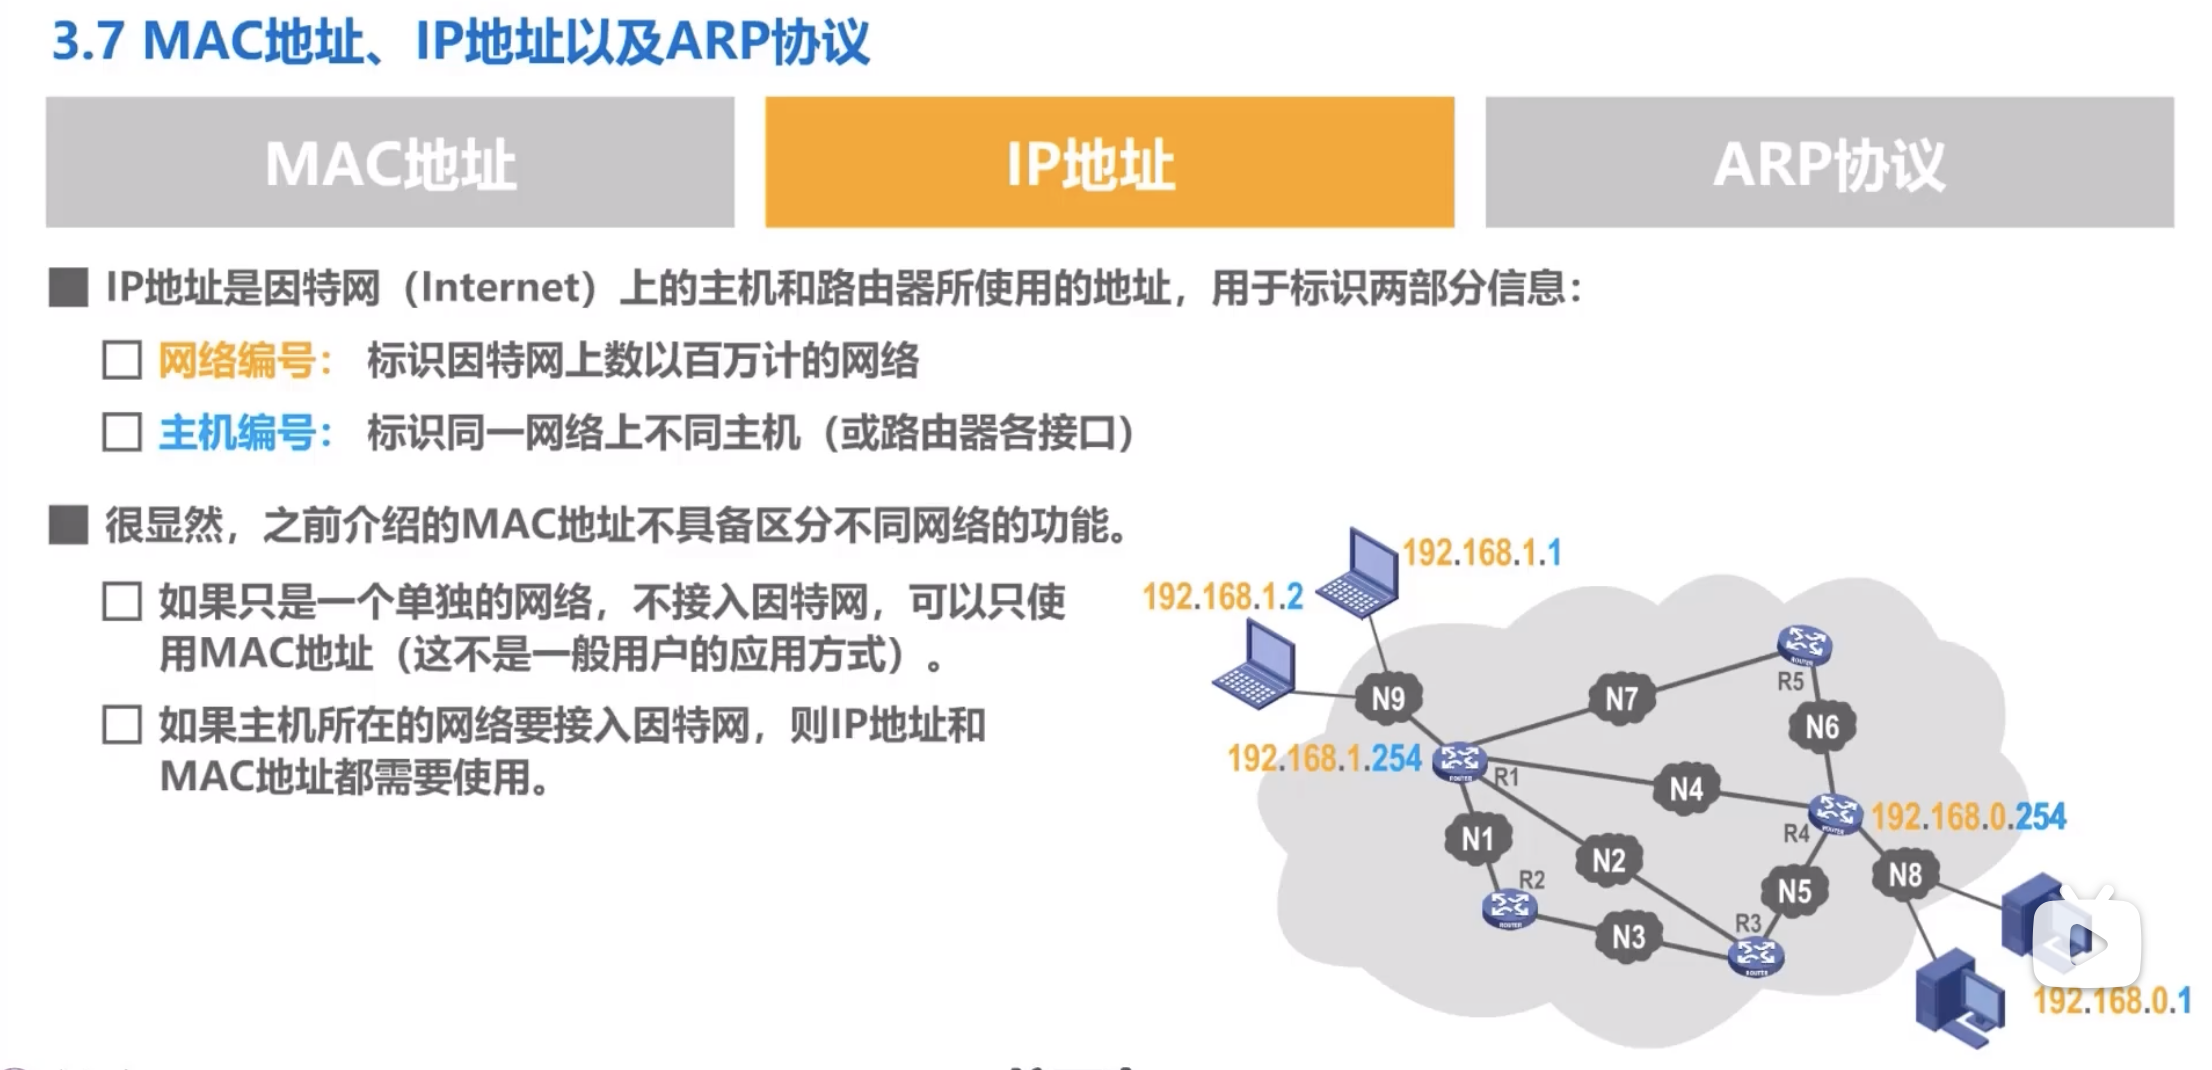 3.7 MAC地址、IP地址以及ARP协议
MAC地址
IP地址
ARP协议
IP地址是因特网（Internet）上的主机和路由器所使用的地址，用于标识两部分信息：
网络编号： 标识因特网上数以百万计的网络
主机编号： 标识同一网络上不同主机（或路由器各接口）
很显然，之前介绍的MAC地址不具备区分不同网络的功能。
如果只是一个单独的网络，不接入因特网，可以只使
用MAC地址（这不是一般用户的应用方式）。
如果主机所在的网络要接入因特网，则IP地址和
MAC地址都需要使用。
192.168.1.1
192.168.1.2
N9
N7
R5
N6
192.168.1.254
ROUTER
R1
N4
192.168.0.254
R4
N1
N2
N8
R2
N5
ROUTER
N3
R3
ROUTER
192.168.0.1